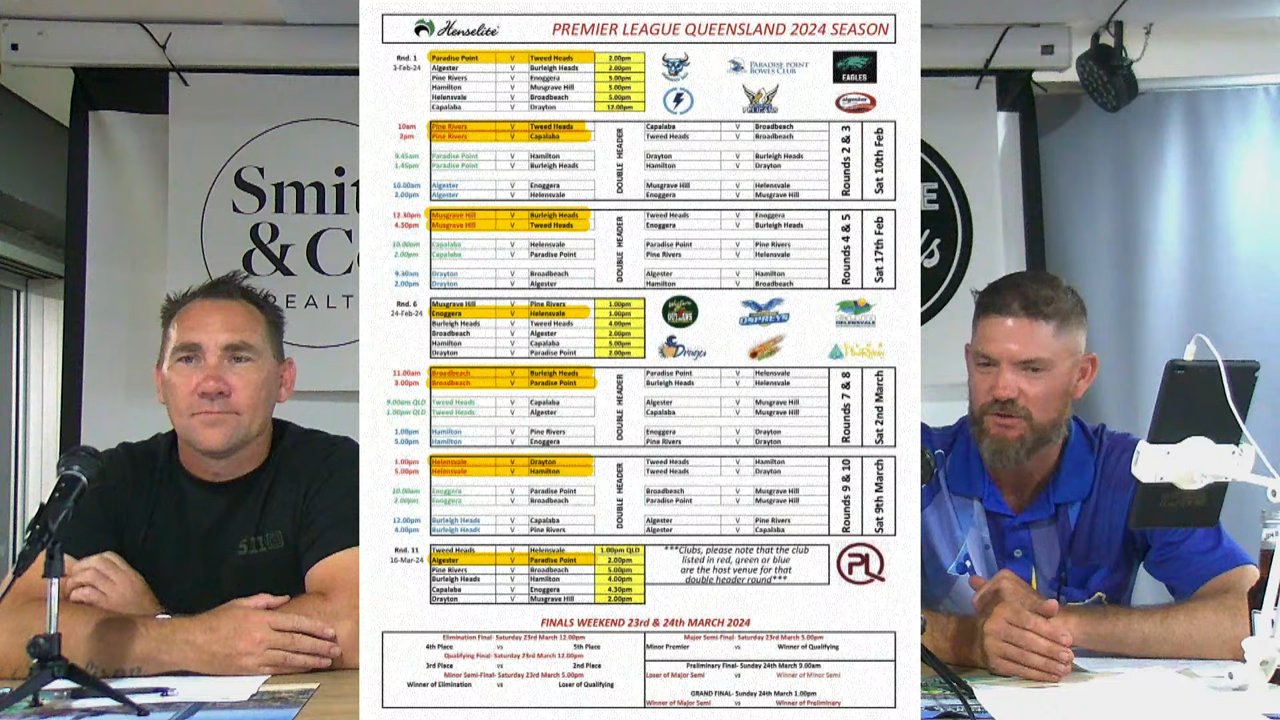 Henselite
PREMIER LEAGUE QUEENSLAND 2024 SEASON
Rnd. 1 Paradise Point V Tweed Heads 2.00pm
3-Feb-24 Algester V Burleigh Heads 2.00pm
Pine Rivers V Enoggera 5.00pm
Hamilton V Musgrave Hill 5.00pm
Helensvale V Broadbeach 5.00pm
Capalaba V Drayton 12.00pm
PARADISE POINT
BOWLS CLUB
EAGLES
algester
10am Pine Rivers V Tweed Heads Capalaba V Broadbeach
2pm Pine Rivers V Capalaba Tweed Heads V Broadbeach
9.45am Paradise Point V Hamilton Drayton V Burleigh Heads
1.45pm Paradise Point V Burleigh Heads Hamilton V Drayton
10.00am Algester V Enoggera Musgrave Hill V Helensvale
2.00pm Algester V Helensvale Enoggera V Musgrave Hill
DOUBLE HEADER
Rounds 2 & 3
Sat 10th Feb
12.30pm Musgrave Hill V Burleigh Heads Tweed Heads V Enoggera
4.30pm Musgrave Hill V Tweed Heads Enoggera V Burleigh Heads
10.00am Capalaba V Helensvale Paradise Point V Pine Rivers
2.00pm Capalaba V Paradise Point Pine Rivers V Helensvale
9.30am Drayton V Broadbeach Algester V Hamilton
2.00pm Drayton V Algester Hamilton V Broadbeach
DOUBLE HEADER
Rounds 4 & 5
Sat 17th Feb
Rnd. 6 Musgrave Hill V Pine Rivers 1.00pm
24-Feb-24 Enoggera V Helensvale 1.00pm
Burleigh Heads V Tweed Heads 4.00pm
Broadbeach V Algester 2.00pm
Hamilton V Capalaba 5.00pm
Drayton V Paradise Point 2.00pm
OSPREYS
HELENSVALE
11.00am Broadbeach V Burleigh Heads Paradise Point V Helensvale
3.00pm Broadbeach V Paradise Point Burleigh Heads V Helensvale
9.00am QLD Tweed Heads V Capalaba Algester V Musgrave Hill
1.00pm QLD Tweed Heads V Algester Capalaba V Musgrave Hill
1.00pm Hamilton V Pine Rivers Enoggera V Drayton
5.00pm Hamilton V Enoggera Pine Rivers V Drayton
DOUBLE HEADER
Rounds 7 & 8
Sat 2nd March
1.00pm Helensvale V Drayton Tweed Heads V Hamilton
5.00pm Helensvale V Hamilton Tweed Heads V Drayton
10.00am Enoggera V Paradise Point Broadbeach V Musgrave Hill
2.00pm Enoggera V Broadbeach Paradise Point V Musgrave Hill
12.00pm Burleigh Heads V Capalaba Algester V Pine Rivers
4.00pm Burleigh Heads V Pine Rivers Algester V Capalaba
DOUBLE HEADER
Rounds 9 & 10
Sat 9th March
Rnd. 11 Tweed Heads V Helensvale 1.00pm QLD
16-Mar-24 Algester V Paradise Point 2.00pm
Pine Rivers V Broadbeach 5.00pm
Burleigh Heads V Hamilton 4.00pm
Capalaba V Enoggera 4.30pm
Drayton V Musgrave Hill 2.00pm
***Clubs, please note that the club
listed in red, green or blue
are the host venue for that
double header round***
PL
FINALS WEEKEND 23rd & 24th MARCH 2024
Elimination Final- Saturday 23rd March 12.00pm
4th Place vs 5th Place
Qualifying Final- Saturday 23rd March 12.00pm
3rd Place vs 2nd Place
Minor Semi-Final- Saturday 23rd March 5.00pm
Winner of Elimination vs Loser of Qualifying
Major Semi-Final- Saturday 23rd March 5.00pm
Minor Premier vs Winner of Qualifying
Preliminary Final- Sunday 24th March 9.00am
Loser of Major Semi vs Winner of Minor Semi
GRAND FINAL- Sunday 24th March 1.00pm
Winner of Major Semi vs Winner of Preliminary
Smi
& C
REALT
511